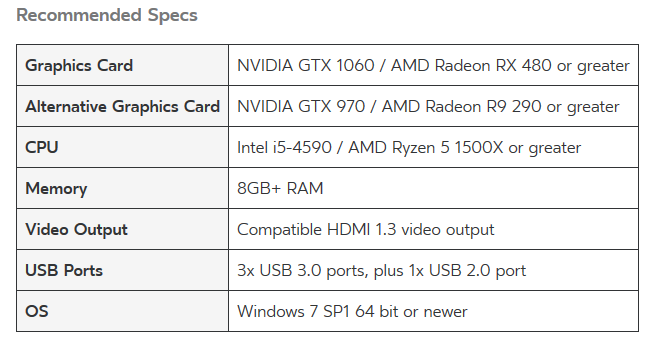 Recommended Specs
Graphics Card NVIDIA GTX 1060 / AMD Radeon RX 480 or greater
Alternative Graphics Card NVIDIA GTX 970 / AMD Radeon R9 290 or greater
CPU Intel i5-4590 / AMD Ryzen 5 1500X or greater
Memory 8GB+ RAM
Video Output Compatible HDMI 1.3 video output
USB Ports 3x USB 3.0 ports, plus 1x USB 2.0 port
OS Windows 7 SP1 64 bit or newer